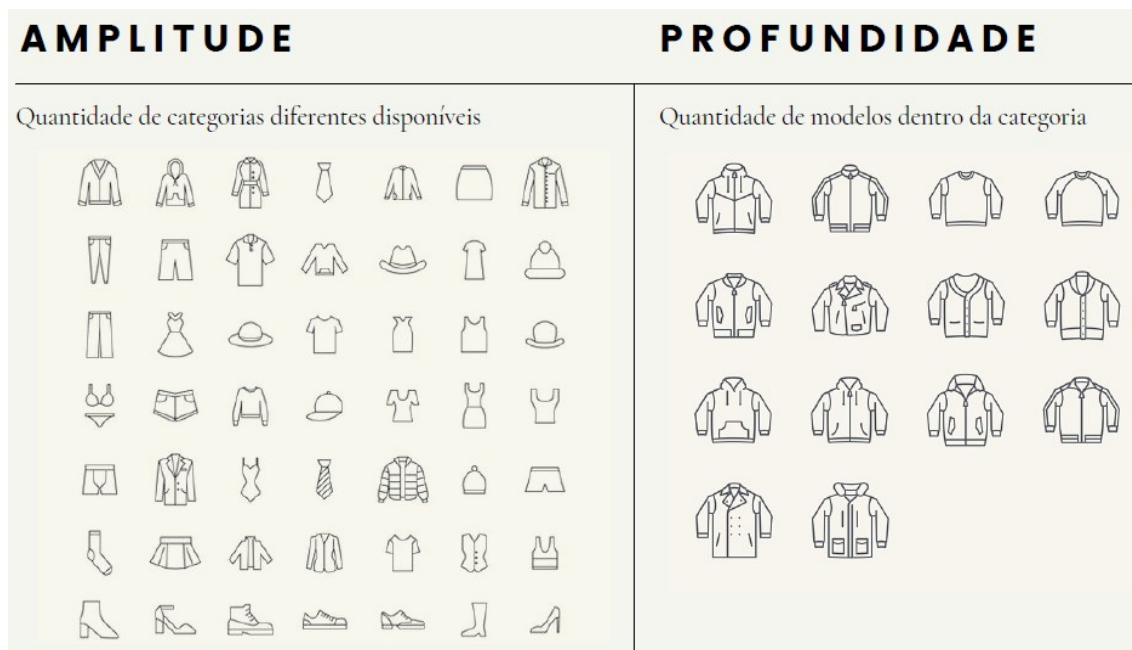 AMPLITUDE
PROFUNDIDADE
Quantidade de categorias diferentes disponíveis
Quantidade de modelos dentro da categoria